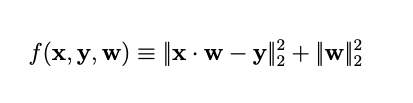 f(x, y, w) ≡ ‖x · w − y‖₂² + ‖w‖₂²